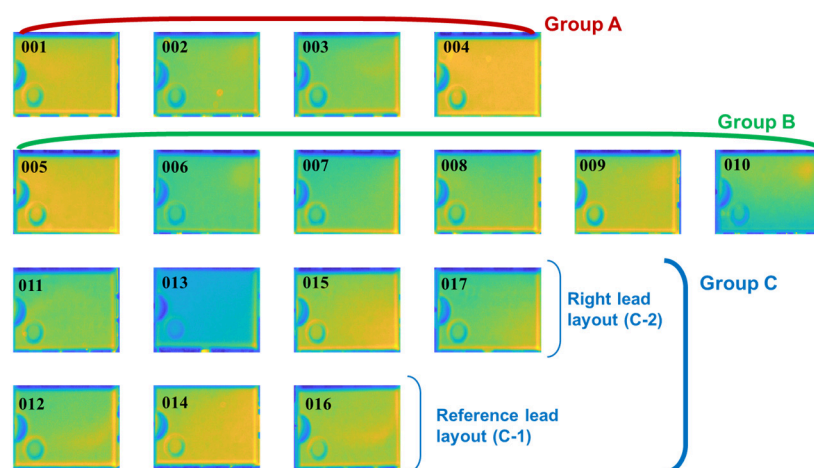 Group A
001 002 003 004
Group B
005 006 007 008 009 010
011 013 015 017
Right lead
layout (C-2)
Group C
012 014 016
Reference lead
layout (C-1)